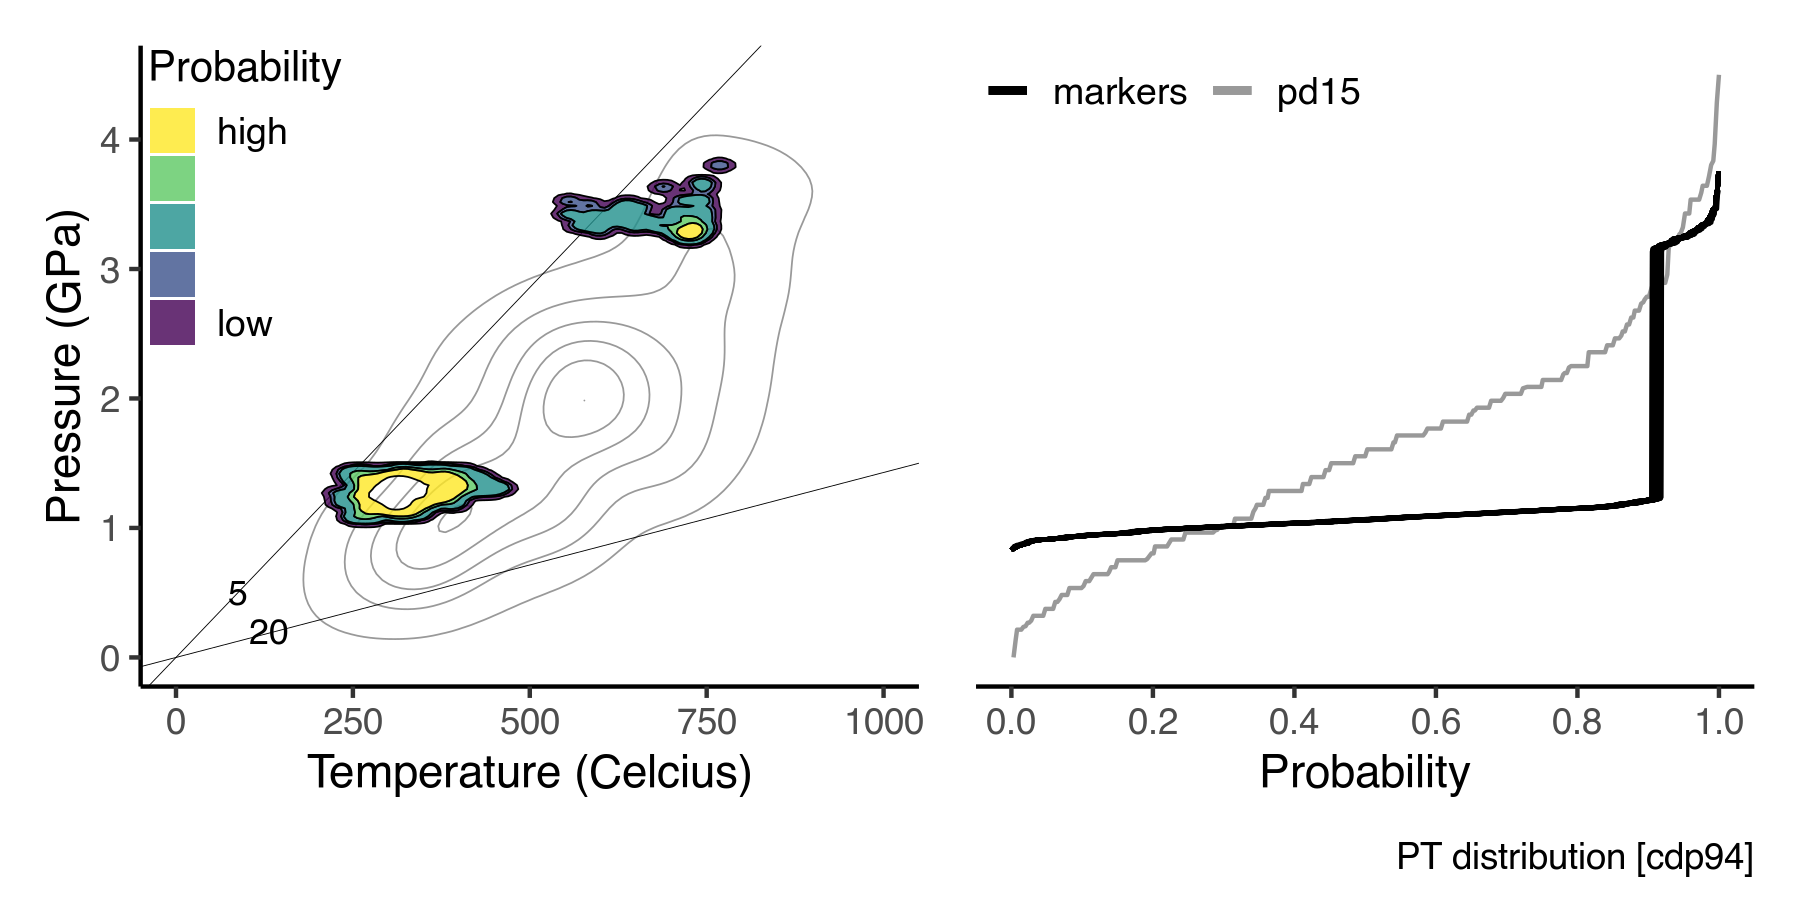 Probability
high
low
5
20
4
3
2
1
0
Pressure (GPa)
0 250 500 750 1000
Temperature (Celcius)
markers pd15
0.0 0.2 0.4 0.6 0.8 1.0
Probability
PT distribution [cdp94]